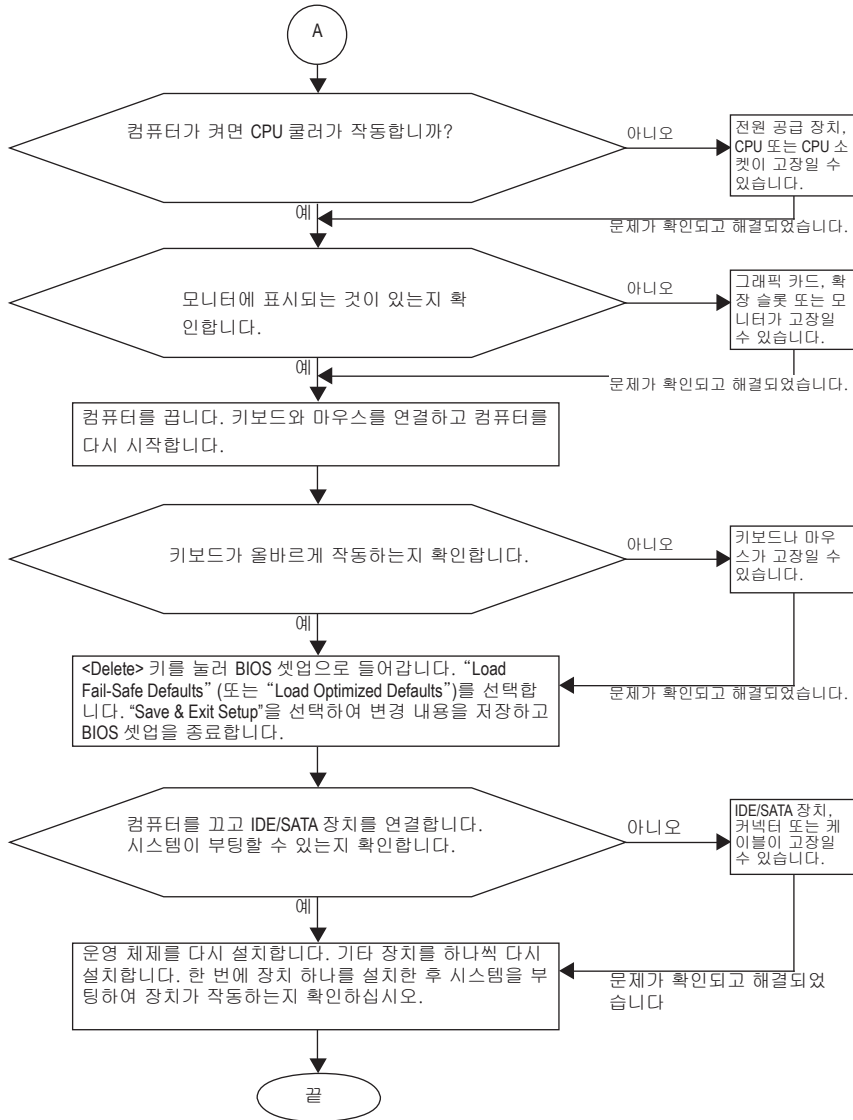 A
컴퓨터가 켜면 CPU 쿨러가 작동합니까?
아니오
전원 공급 장치,
CPU 또는 CPU 소
켓이 고장일 수
있습니다.
예
문제가 확인되고 해결되었습니다.
모니터에 표시되는 것이 있는지 확
인합니다.
아니오
그래픽 카드, 확
장 슬롯 또는 모
니터가 고장일
수 있습니다.
예
문제가 확인되고 해결되었습니다.
컴퓨터를 끕니다. 키보드와 마우스를 연결하고 컴퓨터를
다시 시작합니다.
키보드가 올바르게 작동하는지 확인합니다.
아니오
키보드나 마우
스가 고장일 수
있습니다.
예
<Delete> 키를 눌러 BIOS 셋업으로 들어갑니다. “Load
Fail-Safe Defaults” (또는 “Load Optimized Defaults”)를 선택합
니다. “Save & Exit Setup”을 선택하여 변경 내용을 저장하고
BIOS 셋업을 종료합니다.
문제가 확인되고 해결되었습니다.
컴퓨터를 끄고 IDE/SATA 장치를 연결합니다.
시스템이 부팅할 수 있는지 확인합니다.
아니오
IDE/SATA 장치,
커넥터 또는 케
이블이 고장일
수 있습니다.
예
운영 체제를 다시 설치합니다. 기타 장치를 하나씩 다시
설치합니다. 한 번에 장치 하나를 설치한 후 시스템을 부
팅하여 장치가 작동하는지 확인하십시오.
문제가 확인되고 해결되었
습니다
끝